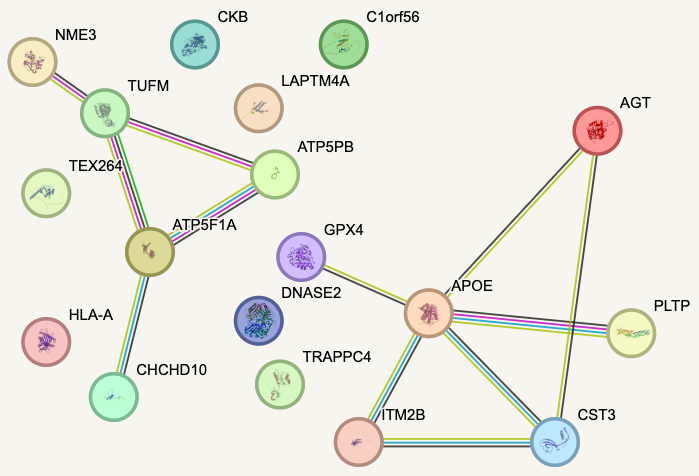 CKB
C1orf56
NME3
TUFM
LAPTM4A
AGT
ATP5PB
TEX264
ATP5F1A
GPX4
APOE
DNASE2
PLTP
HLA-A
TRAPPC4
CHCHD10
ITM2B
CST3